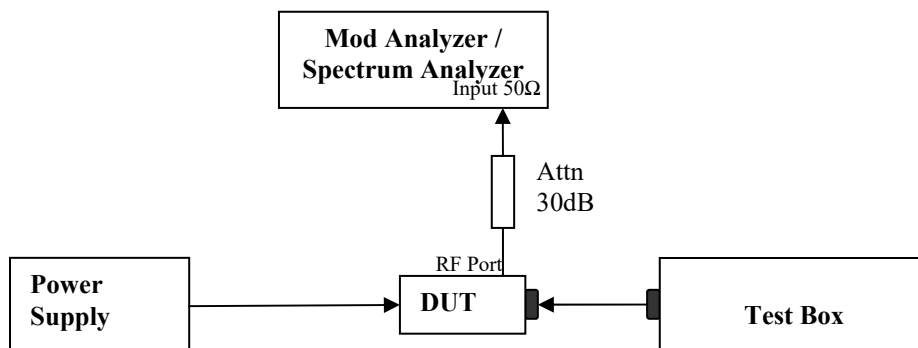 Mod Analyzer /
Spectrum Analyzer
Input 50Ω
Attn
30dB
RF Port
Power
Supply
DUT
Test Box